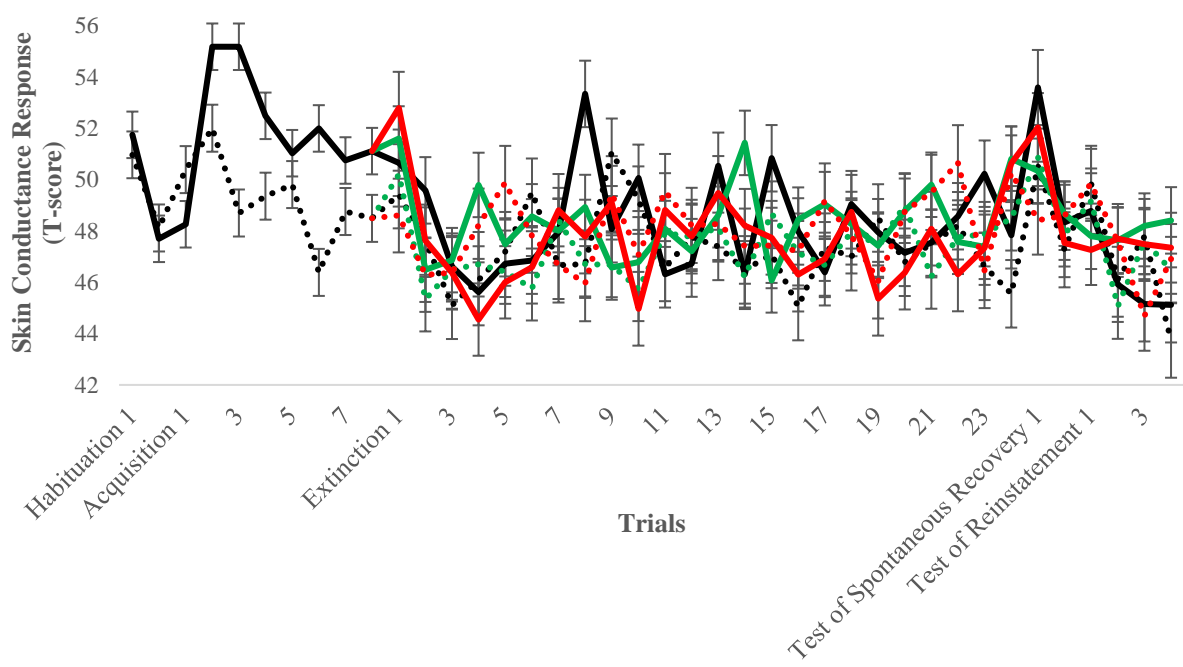 Skin Conductance Response
(T-score)
56
54
52
50
48
46
44
42
Habituation 1
Acquisition 1
3
5
7
Extinction 1
3
5
7
9
11
13
15
17
19
21
23
Test of Spontaneous Recovery 1
Test of Reinstatement 1
3
Trials